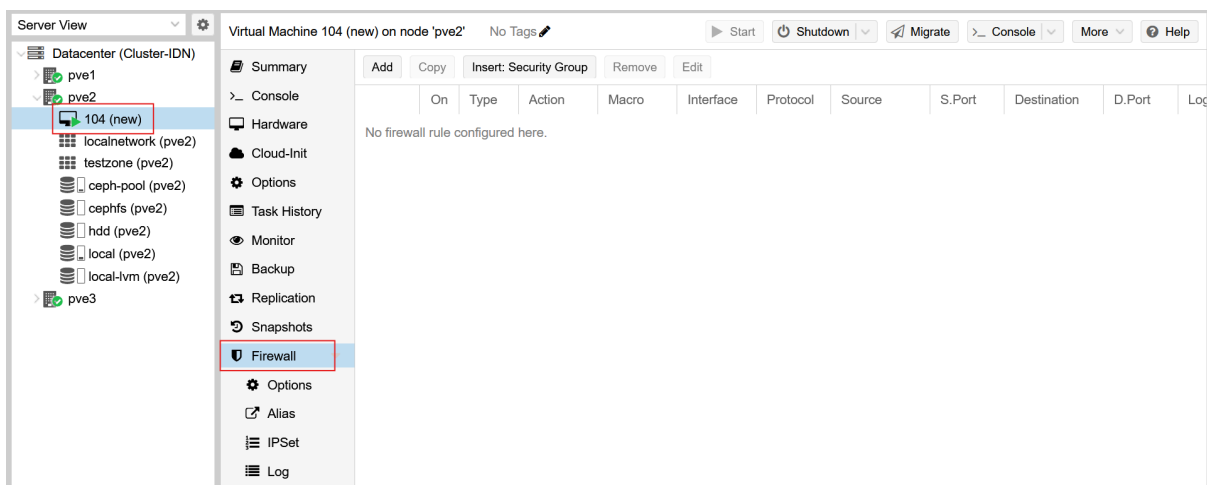 Server View
Datacenter (Cluster-IDN)
pve1
pve2
104 (new)
localnetwork (pve2)
testzone (pve2)
ceph-pool (pve2)
cephfs (pve2)
hdd (pve2)
local (pve2)
local-lvm (pve2)
pve3
Virtual Machine 104 (new) on node 'pve2' No Tags Start Shutdown Migrate >_ Console More Help
Summary
>_ Console
Hardware
Cloud-Init
Options
Task History
Monitor
Backup
Replication
Snapshots
Firewall
Options
Alias
IPSet
Log
Add Copy Insert: Security Group Remove Edit
On Type Action Macro Interface Protocol Source S.Port Destination D.Port Log
No firewall rule configured here.